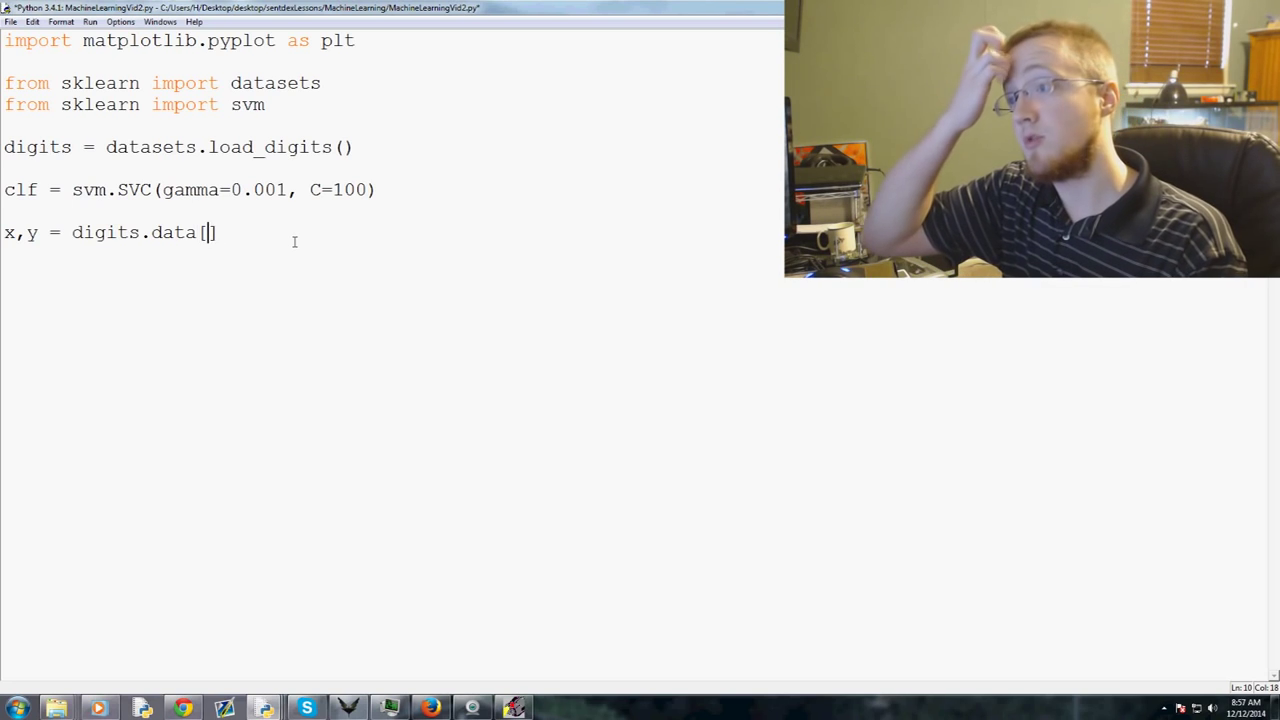 *Python 3.4.1: MachineLearningVid2.py - C:/Users/H/Desktop/desktop/sentdexLessons/MachineLearning/MachineLearningVid2.py*
File Edit Format Run Options Windows Help
import matplotlib.pyplot as plt
from sklearn import datasets
from sklearn import svm
digits = datasets.load_digits()
clf = svm.SVC(gamma=0.001, C=100)
x,y = digits.data[]
Ln: 10 Col: 18
8:57 AM
12/12/2014